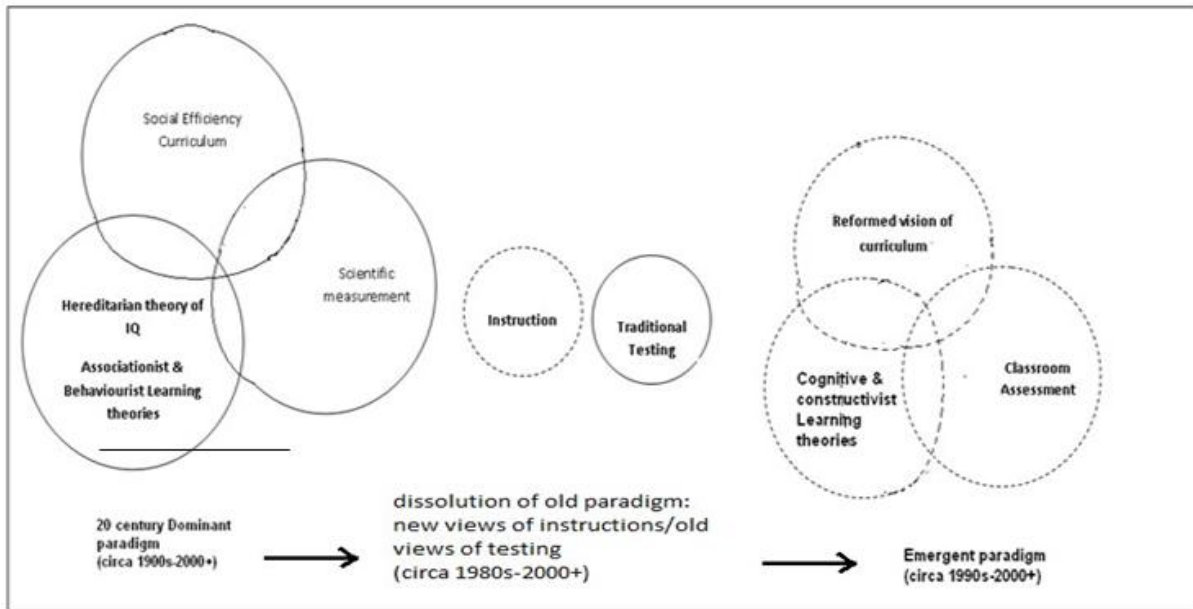 Social Efficiency
Curriculum
Scientific
measurement
Hereditarian theory of
IQ
Associationist &
Behaviourist Learning
theories
Instruction
Traditional
Testing
Reformed vision of
curriculum
Cognitive &
constructivist
Learning
theories
Classroom
Assessment
20 century Dominant
paradigm
(circa 1900s-2000+)
dissolution of old paradigm:
new views of instructions/old
views of testing
(circa 1980s-2000+)
Emergent paradigm
(circa 1990s-2000+)